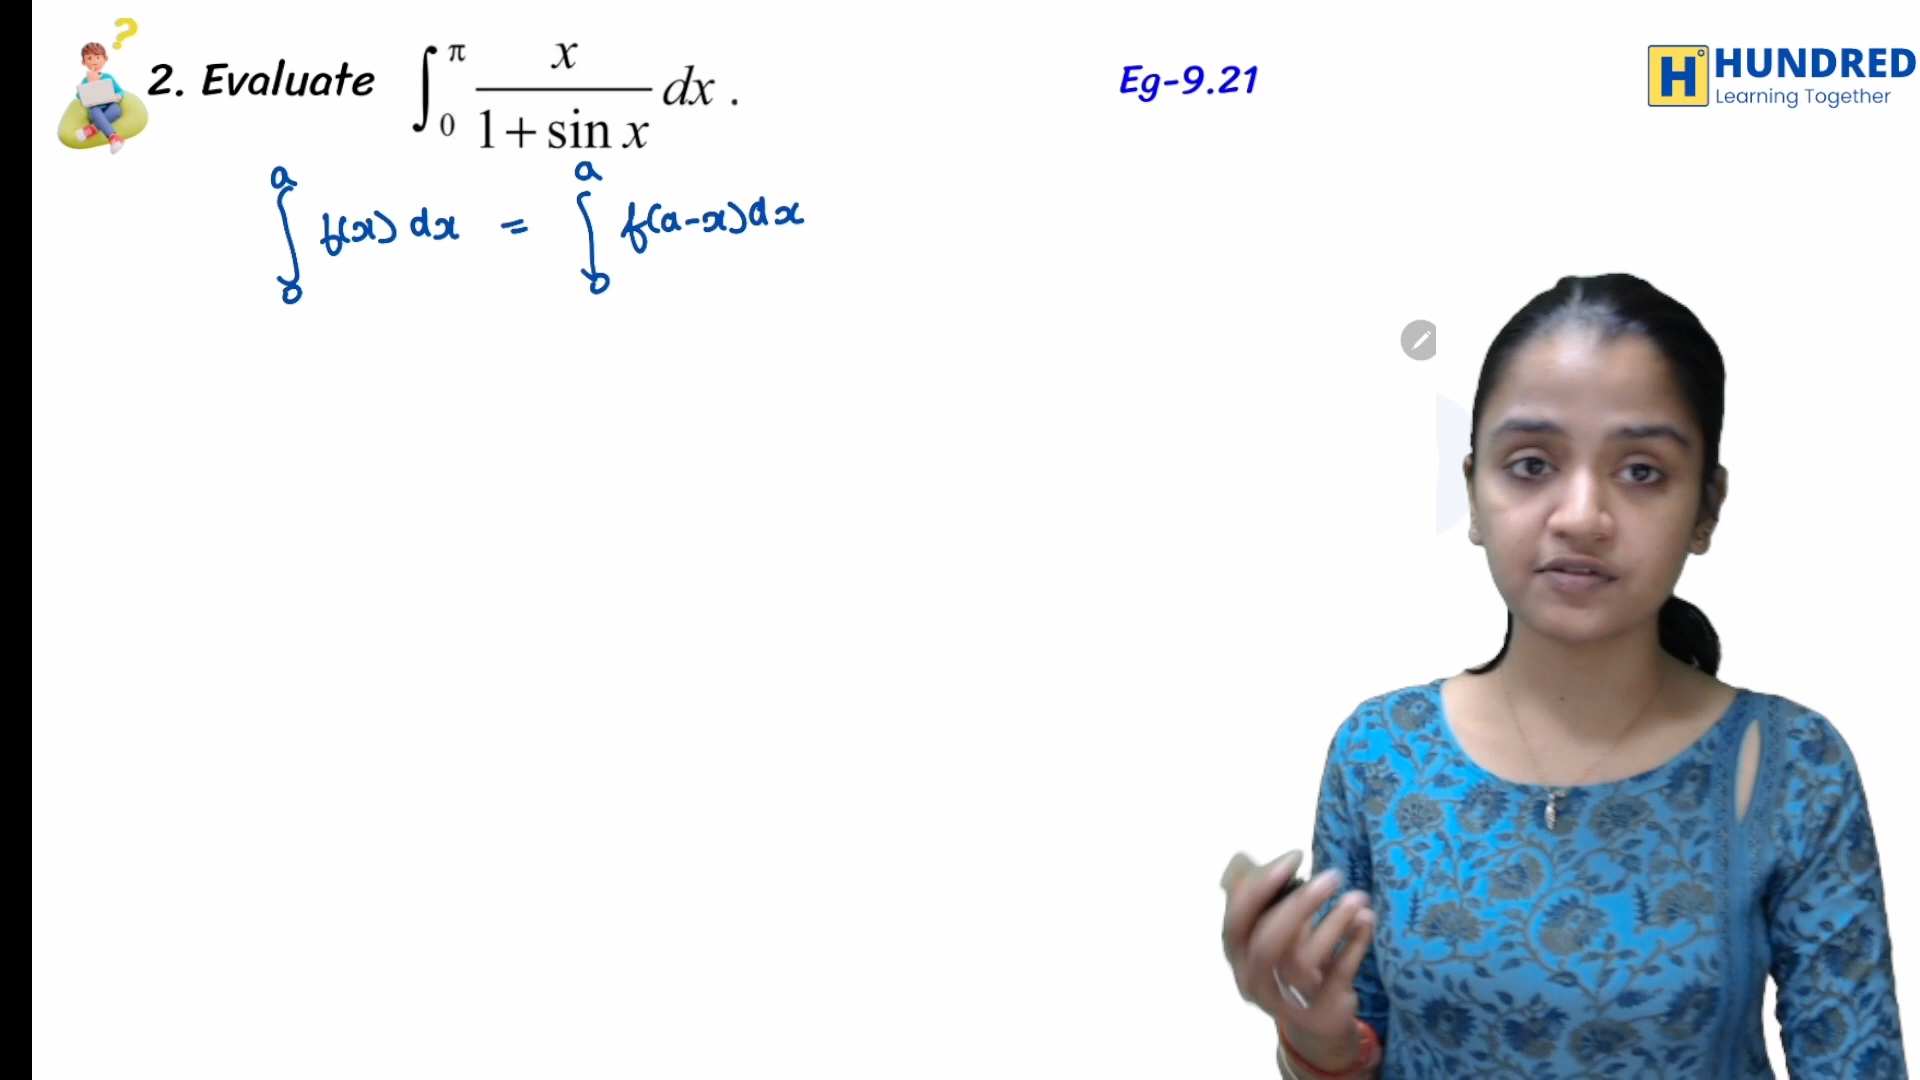 2. Evaluate ∫₀^π x/(1 + sin x) dx .
Eg-9.21
H HUNDRED
Learning Together
∫₀^a f(x) dx = ∫₀^a f(a-x) dx
?